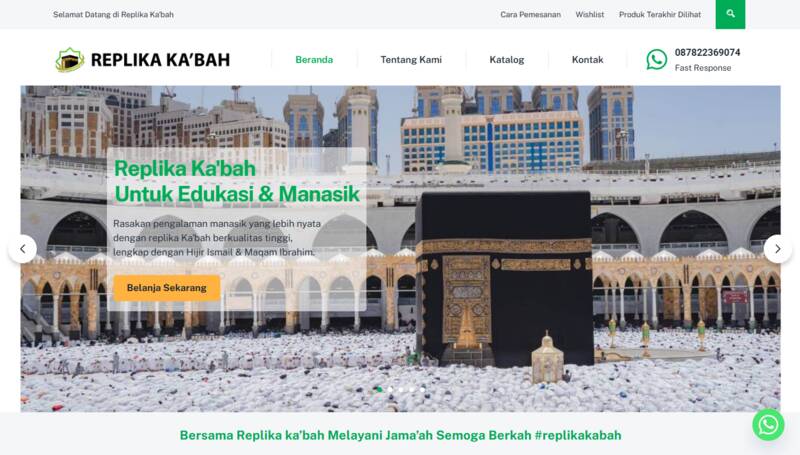 Selamat Datang di Replika Ka'bah
Cara Pemesanan Wishlist Produk Terakhir Dilihat
REPLIKA KA'BAH
Beranda Tentang Kami Katalog Kontak
087822369074
Fast Response
Replika Ka'bah
Untuk Edukasi & Manasik
Rasakan pengalaman manasik yang lebih nyata
dengan replika Ka'bah berkualitas tinggi,
lengkap dengan Hijir Ismail & Maqam Ibrahim.
Belanja Sekarang
Bersama Replika ka'bah Melayani Jama'ah Semoga Berkah #replikakabah